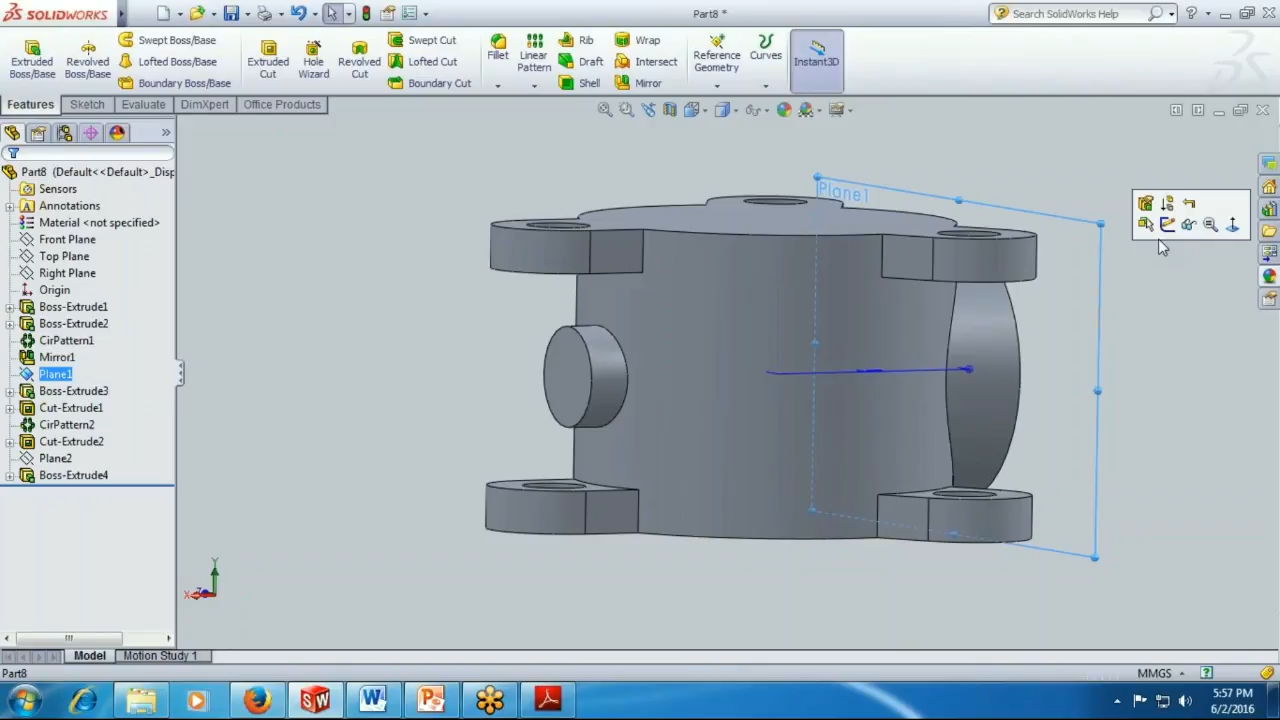 SOLIDWORKS
Part8 *
Search SolidWorks Help
Extruded Boss/Base
Revolved Boss/Base
Swept Boss/Base
Lofted Boss/Base
Boundary Boss/Base
Extruded Cut
Hole Wizard
Revolved Cut
Swept Cut
Lofted Cut
Boundary Cut
Fillet
Linear Pattern
Rib
Draft
Shell
Wrap
Intersect
Mirror
Reference Geometry
Curves
Instant3D
Features
Sketch
Evaluate
DimXpert
Office Products
Part8 (Default<<Default>_Disp
Sensors
Annotations
Material <not specified>
Front Plane
Top Plane
Right Plane
Origin
Boss-Extrude1
Boss-Extrude2
CirPattern1
Mirror1
Plane1
Boss-Extrude3
Cut-Extrude1
CirPattern2
Cut-Extrude2
Plane2
Boss-Extrude4
Plane1
Y
X
Z
Model
Motion Study 1
Part8
MMGS
5:57 PM
6/2/2016